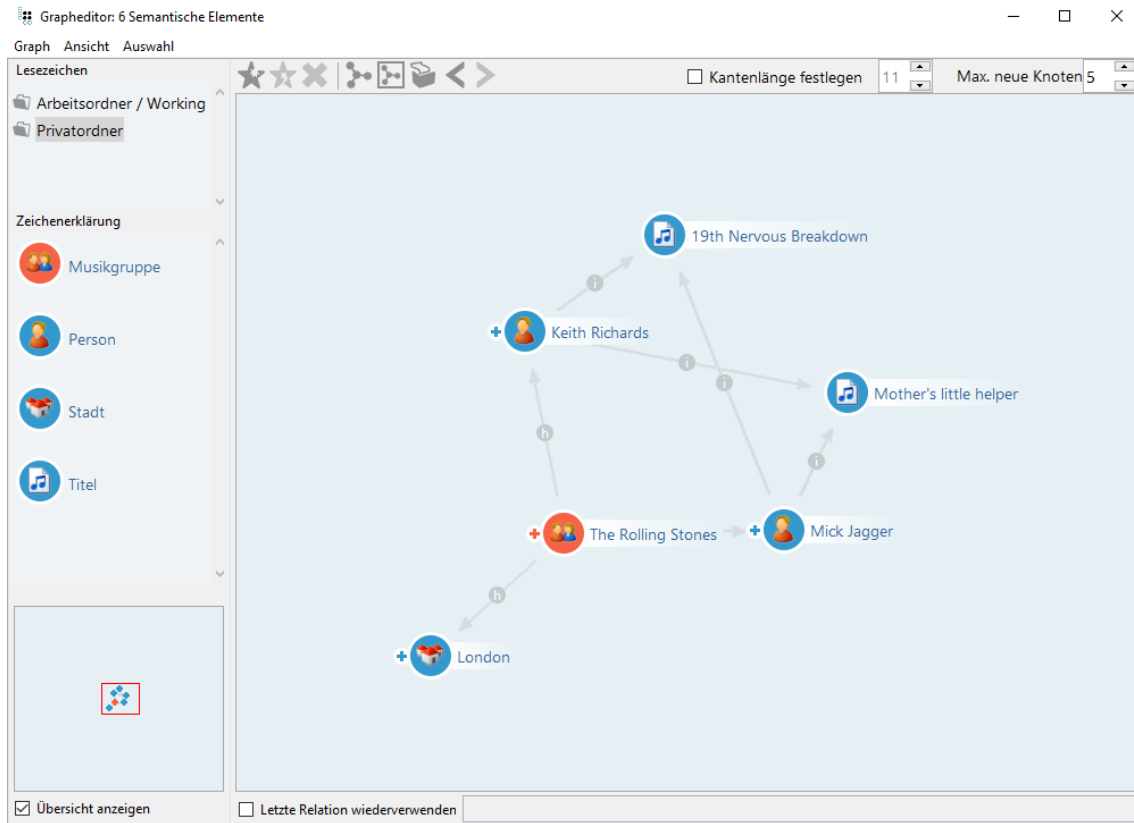 Grapheditor: 6 Semantische Elemente
Graph Ansicht Auswahl
Lesezeichen
Kantenlänge festlegen 11 Max. neue Knoten 5
Arbeitsordner / Working
Privatordner
Zeichenerklärung
Musikgruppe
Person
Stadt
Titel
19th Nervous Breakdown
i
Keith Richards
i
i
Mother's little helper
h
i
The Rolling Stones
Mick Jagger
h
London
Übersicht anzeigen
Letzte Relation wiederverwenden